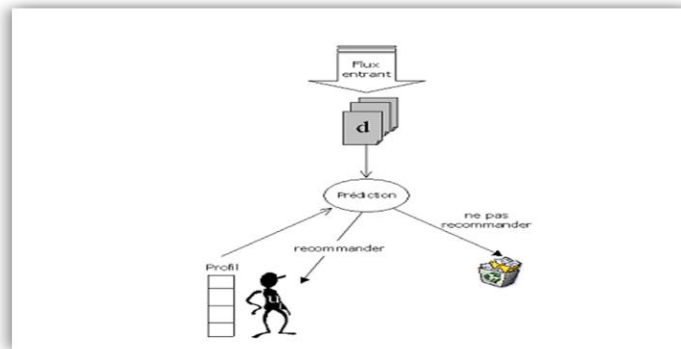 Flux
entrant
d
Prédiction
ne pas
recommander
recommander
Profil
u